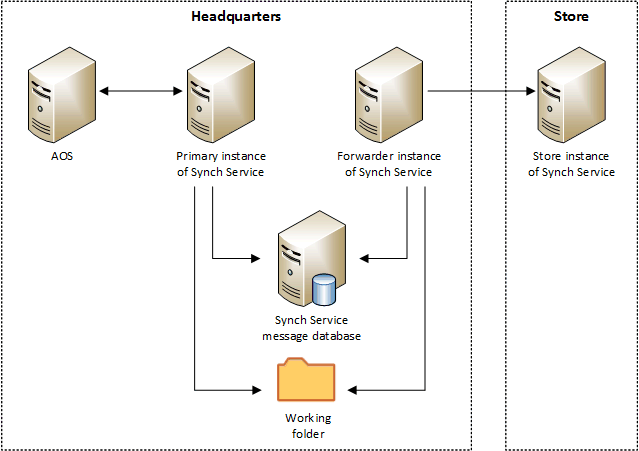 Headquarters
Store
AOS
Primary instance
of Synch Service
Forwarder instance
of Synch Service
Store instance
of Synch Service
Synch Service
message database
Working
folder